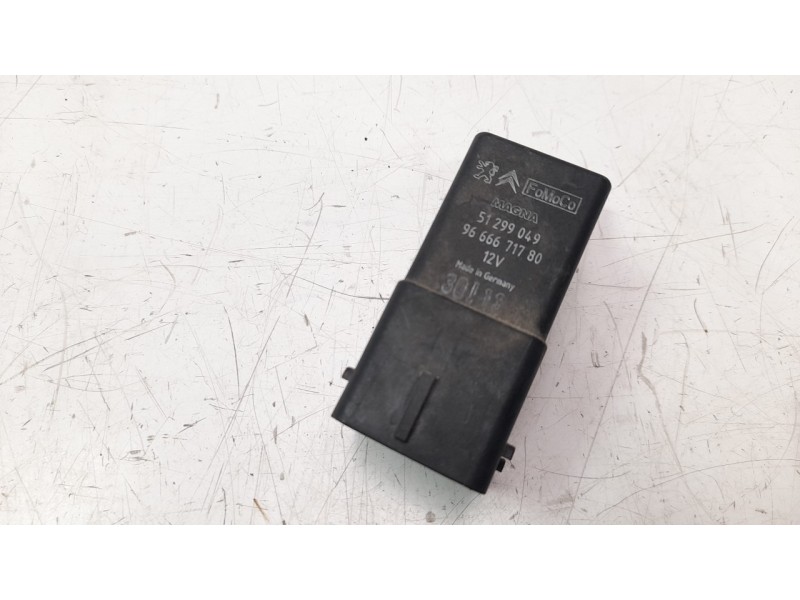 FoMoCo
MAGNA
51 299 049
96 666 717 80
12V
Made in Germany